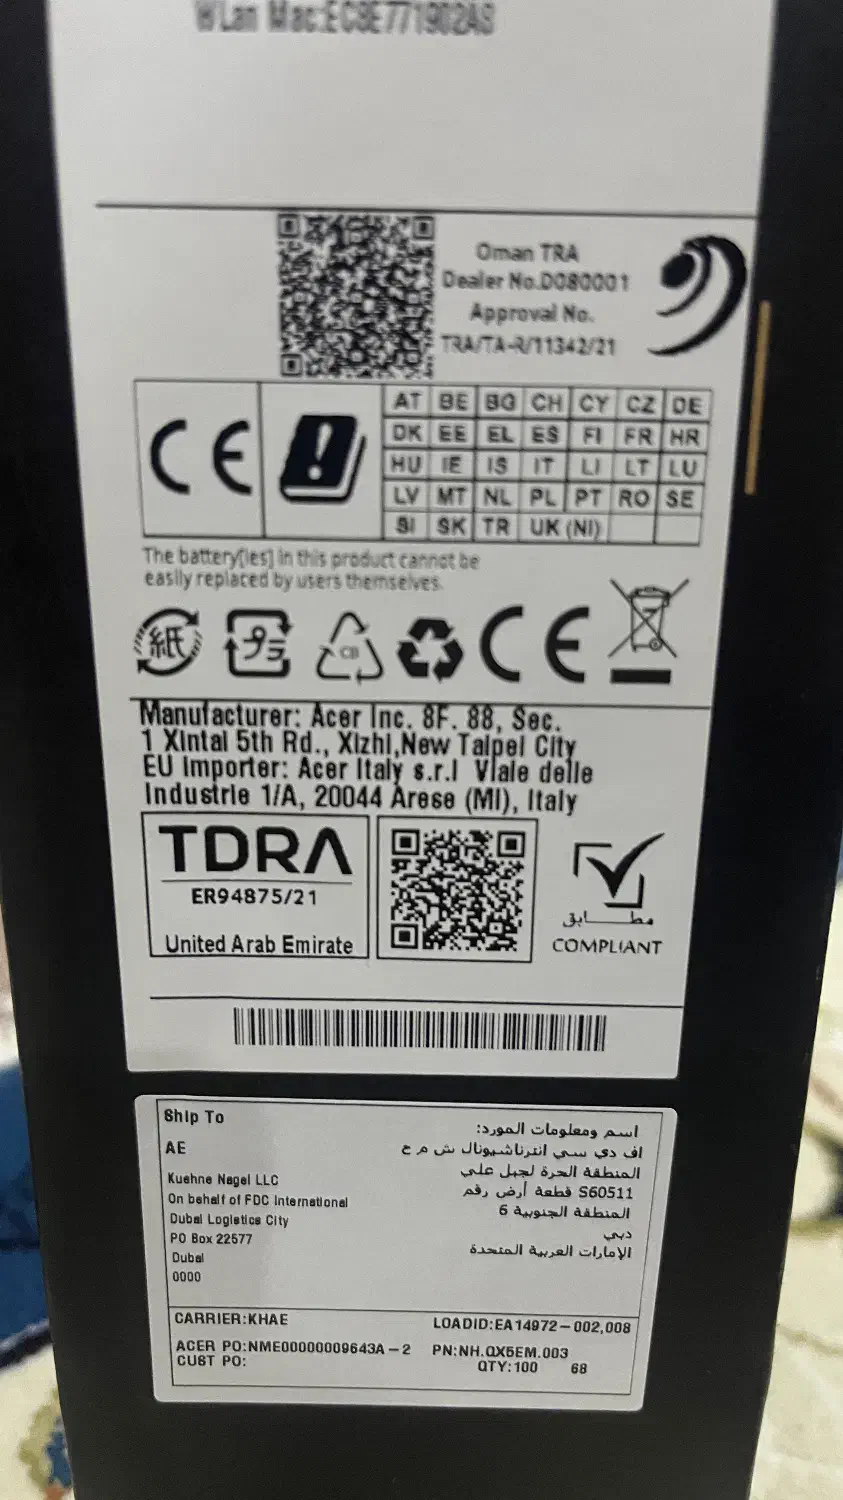 WLan Mac:EC8E771902A8
Oman TRA
Dealer No.D080001
Approval No.
TRA/TA-R/11342/21
CE
AT BE BG CH CY CZ DE
DK EE EL ES FI FR HR
HU IE IS IT LI LT LU
LV MT NL PL PT RO SE
SI SK TR UK (NI)
The battery[ies] in this product cannot be
easily replaced by users themselves.
紙 プラ CB CE
Manufacturer: Acer Inc. 8F. 88, Sec.
1 Xintai 5th Rd., Xizhi,New Taipei City
EU Importer: Acer Italy s.r.l Viale delle
Industrie 1/A, 20044 Arese (MI), Italy
TDRA
ER94875/21
United Arab Emirate
مطابق
COMPLIANT
Ship To
AE
Kuehne Nagel LLC
On behalf of FDC International
Dubai Logistics City
PO Box 22577
Dubai
0000
اسم ومعلومات المورد:
اف دي سي انترناشيونال ش م ح
المنطقة الحرة لجبل علي
S60511 قطعة أرض رقم
المنطقة الجنوبية 6
دبي
الإمارات العربية المتحدة
CARRIER:KHAE
LOADID:EA14972-002,008
ACER PO:NME00000009643A-2
PN:NH.QX5EM.003
CUST PO:
QTY:100 68